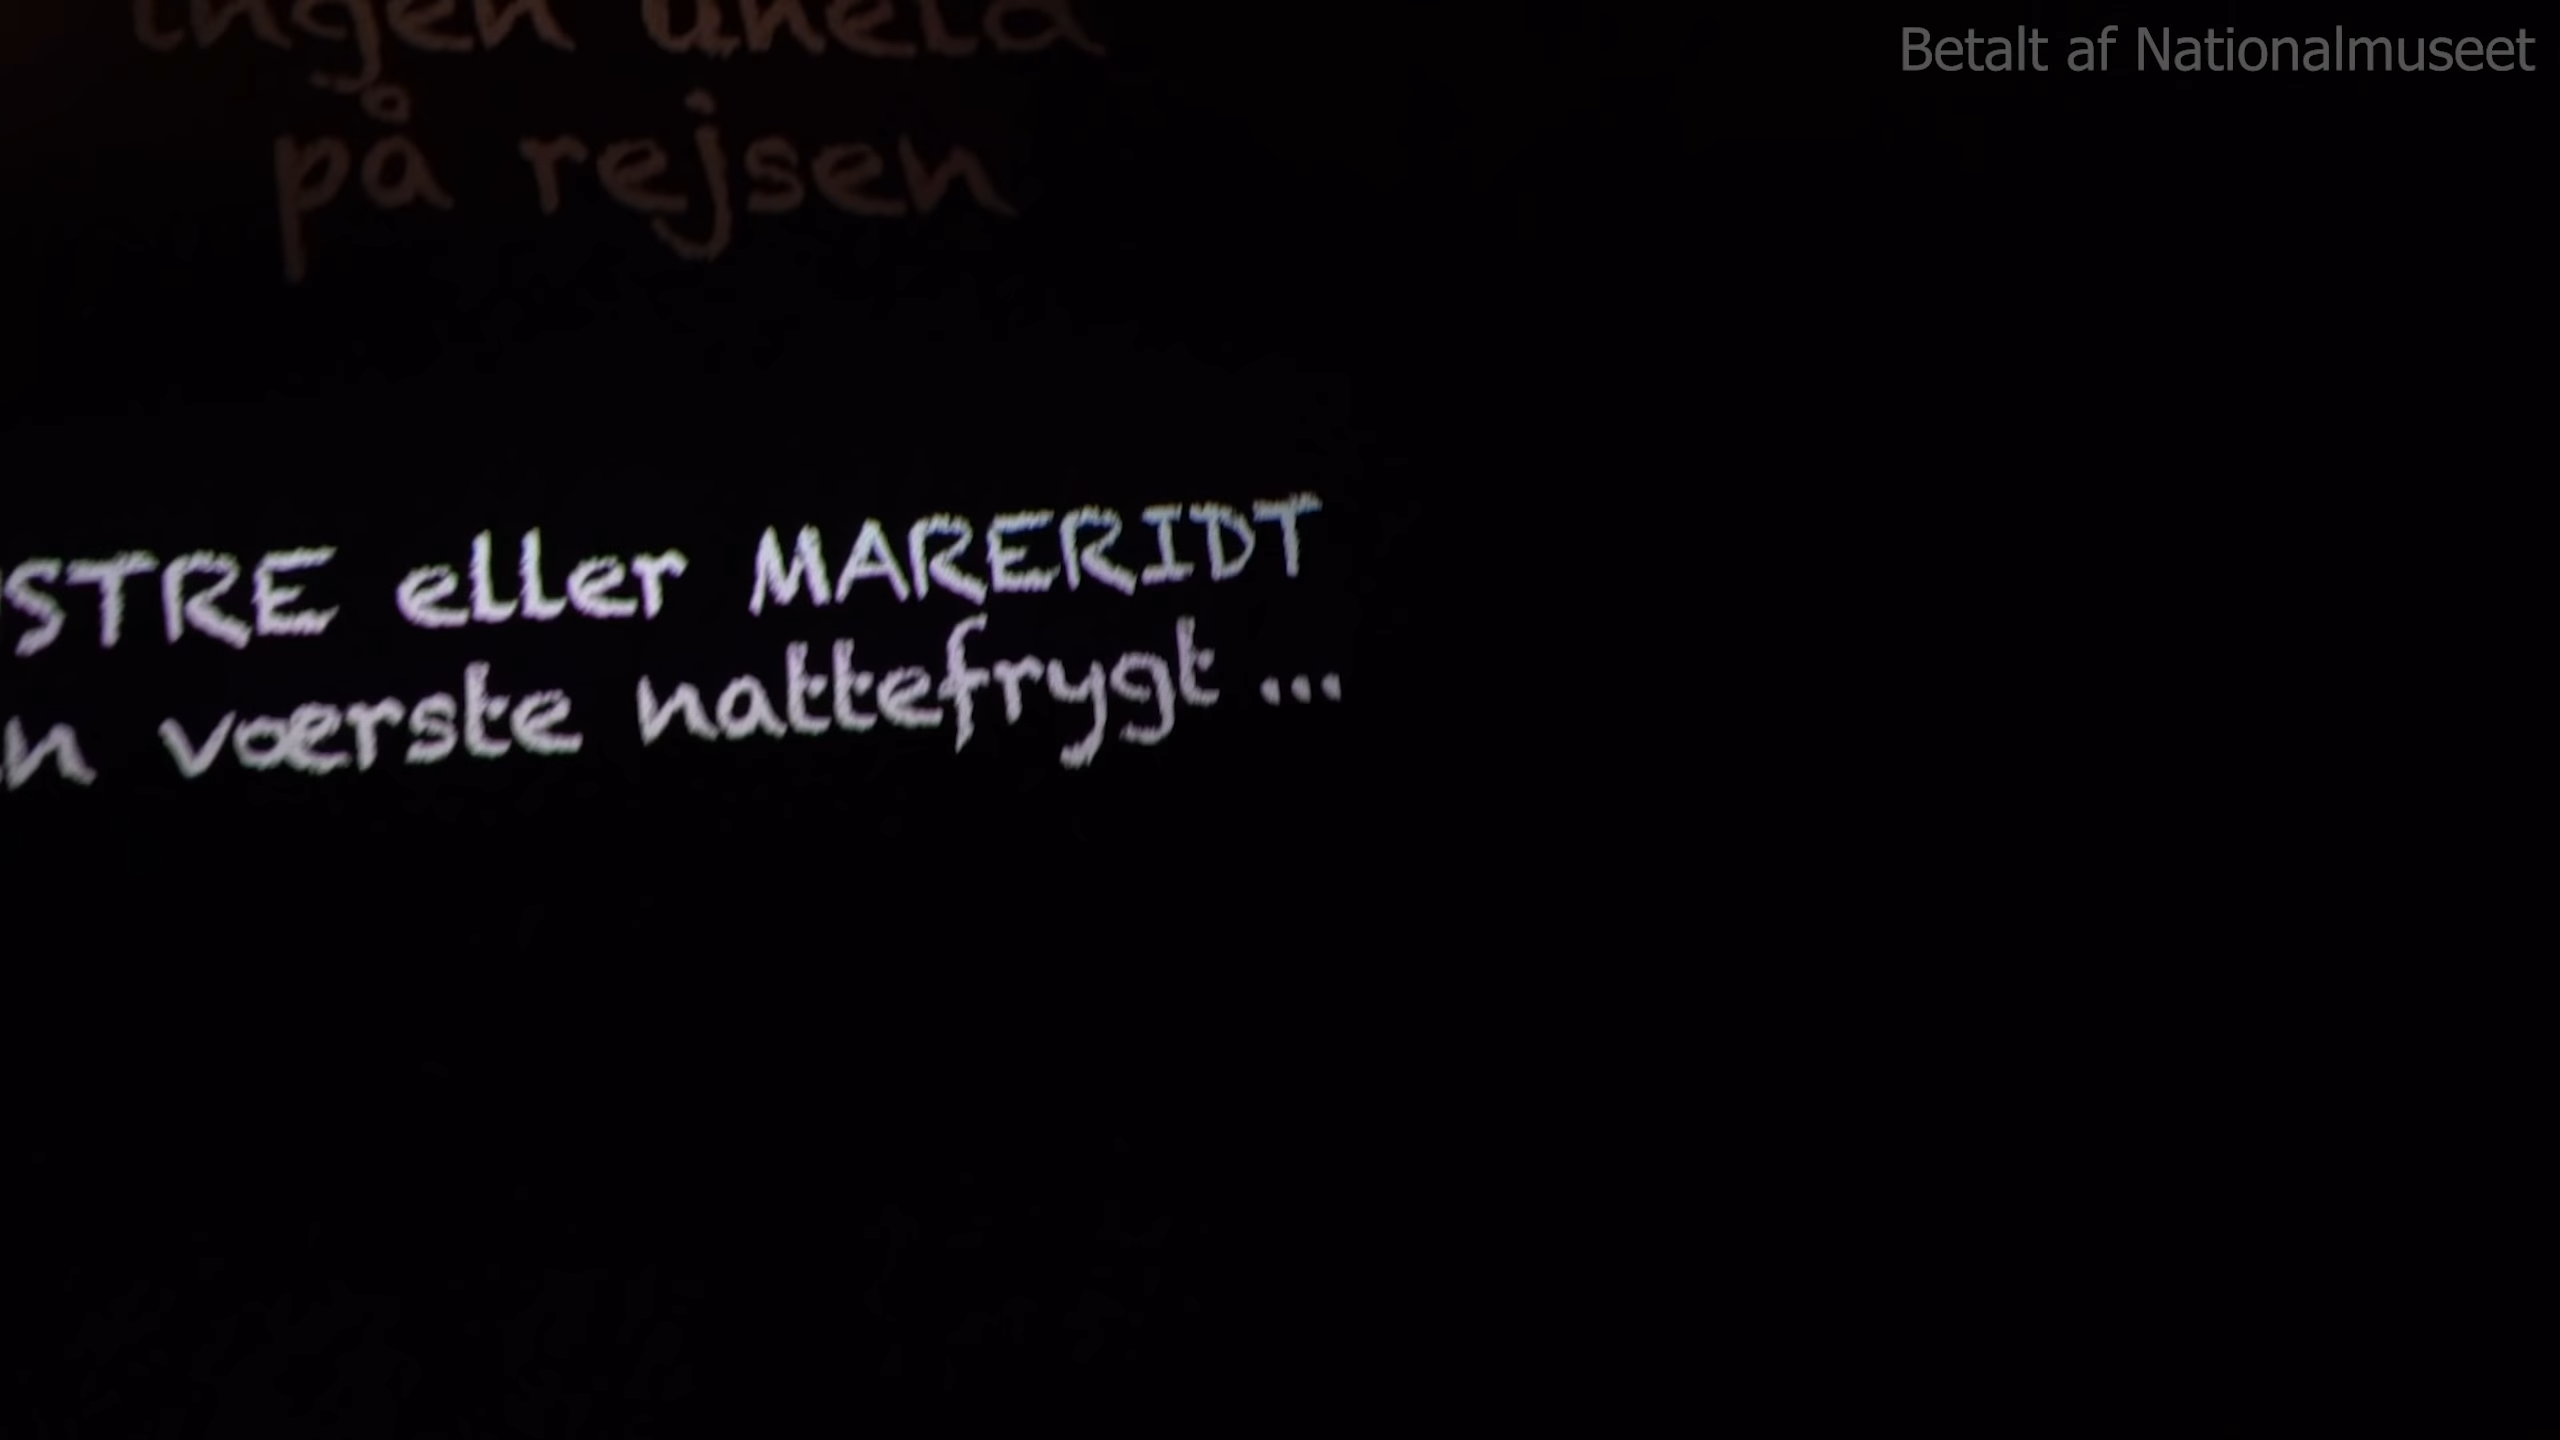 Betalt af Nationalmuseet
ingen uheld
på rejsen
STRE eller MARERIDT
n værste nattefrygt ...